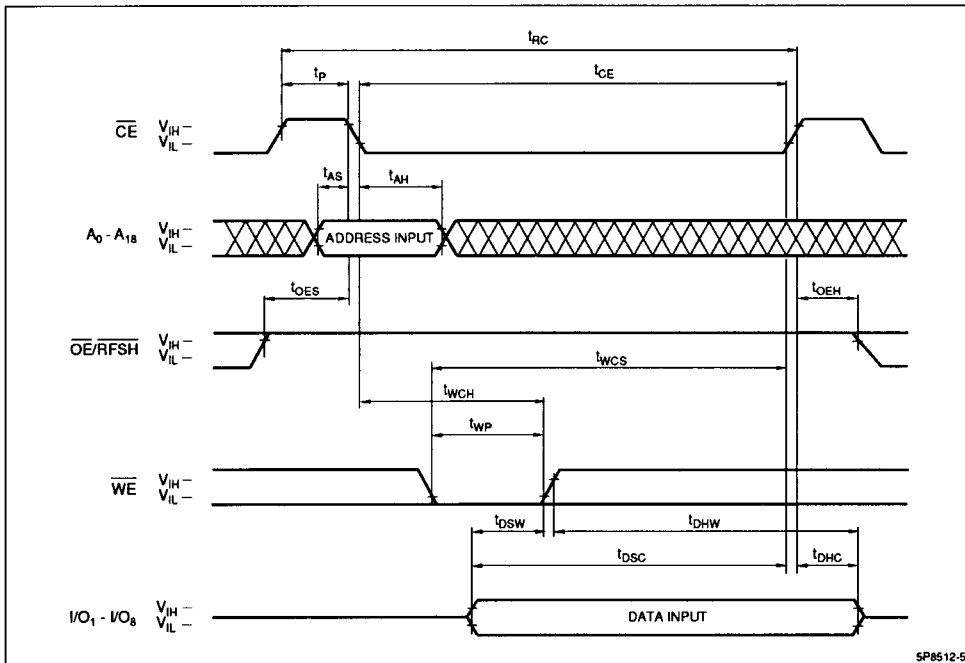 tRC
tP
tCE
CE
VIH –
VIL –
tAS
tAH
A0 - A18
VIH –
VIL –
ADDRESS INPUT
tOES
tOEH
OE/RFSH
VIH –
VIL –
tWCS
tWCH
tWP
WE
VIH –
VIL –
tDSW
tDHW
tDSC
tDHC
I/O1 - I/O8
VIH –
VIL –
DATA INPUT
5P8512-5